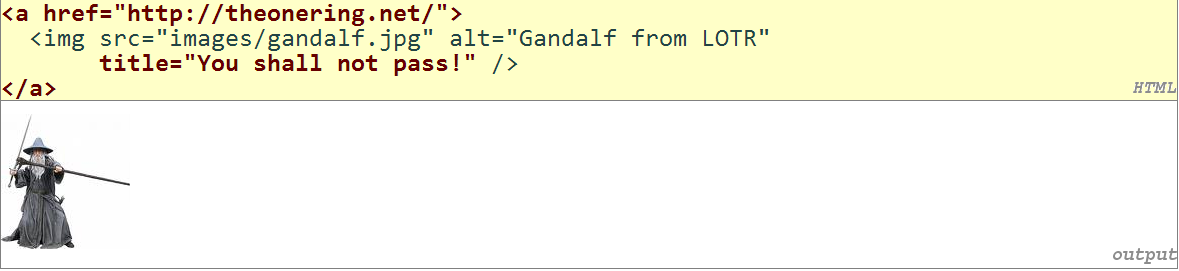 <a href="http://theonering.net/">
  <img src="images/gandalf.jpg" alt="Gandalf from LOTR"
       title="You shall not pass!" />
</a>
HTML
output